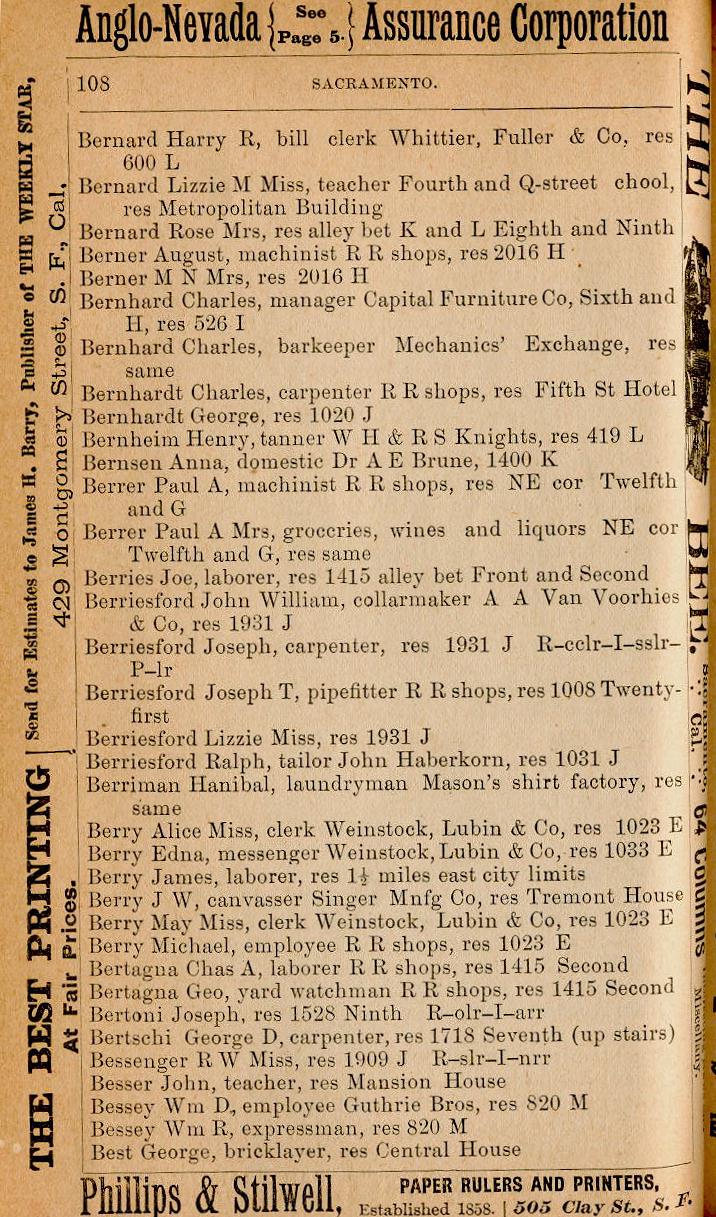 Anglo-Nevada { See Page 5. } Assurance Corporation
108 SACRAMENTO.
Bernard Harry R, bill clerk Whittier, Fuller & Co, res
600 L
Bernard Lizzie M Miss, teacher Fourth and Q-street chool,
res Metropolitan Building
Bernard Rose Mrs, res alley bet K and L Eighth and Ninth
Berner August, machinist R R shops, res 2016 H
Berner M N Mrs, res 2016 H
Bernhard Charles, manager Capital Furniture Co, Sixth and
H, res 526 I
Bernhard Charles, barkeeper Mechanics' Exchange, res
same
Bernhardt Charles, carpenter R R shops, res Fifth St Hotel
Bernhardt George, res 1020 J
Bernheim Henry, tanner W H & R S Knights, res 419 L
Bernsen Anna, domestic Dr A E Brune, 1400 K
Berrer Paul A, machinist R R shops, res NE cor Twelfth
and G
Berrer Paul A Mrs, groceries, wines and liquors NE cor
Twelfth and G, res same
Berries Joe, laborer, res 1415 alley bet Front and Second
Berriesford John William, collarmaker A A Van Voorhies
& Co, res 1931 J
Berriesford Joseph, carpenter, res 1931 J R-cclr-I-sslr-
P-lr
Berriesford Joseph T, pipefitter R R shops, res 1008 Twenty-
first
Berriesford Lizzie Miss, res 1931 J
Berriesford Ralph, tailor John Haberkorn, res 1031 J
Berriman Hanibal, laundryman Mason's shirt factory, res
same
Berry Alice Miss, clerk Weinstock, Lubin & Co, res 1023 E
Berry Edna, messenger Weinstock, Lubin & Co, res 1033 E
Berry James, laborer, res 1½ miles east city limits
Berry J W, canvasser Singer Mnfg Co, res Tremont House
Berry May Miss, clerk Weinstock, Lubin & Co, res 1023 E
Berry Michael, employee R R shops, res 1023 E
Bertagna Chas A, laborer R R shops, res 1415 Second
Bertagna Geo, yard watchman R R shops, res 1415 Second
Bertoni Joseph, res 1528 Ninth R-olr-I-arr
Bertschi George D, carpenter, res 1718 Seventh (up stairs)
Bessenger R W Miss, res 1909 J R-slr-I-nrr
Besser John, teacher, res Mansion House
Bessey Wm D, employee Guthrie Bros, res 820 M
Bessey Wm R, expressman, res 820 M
Best George, bricklayer, res Central House
Phillips & Stilwell, PAPER RULERS AND PRINTERS,
Established 1858. | 505 Clay St., S. F.
THE BEST PRINTING
At Fair Prices.
Send for Estimates to James H. Barry, Publisher of THE WEEKLY STAR,
429 Montgomery Street, S. F., Cal.
THE BEE.
Cal.
64 Columns
Miscellany.